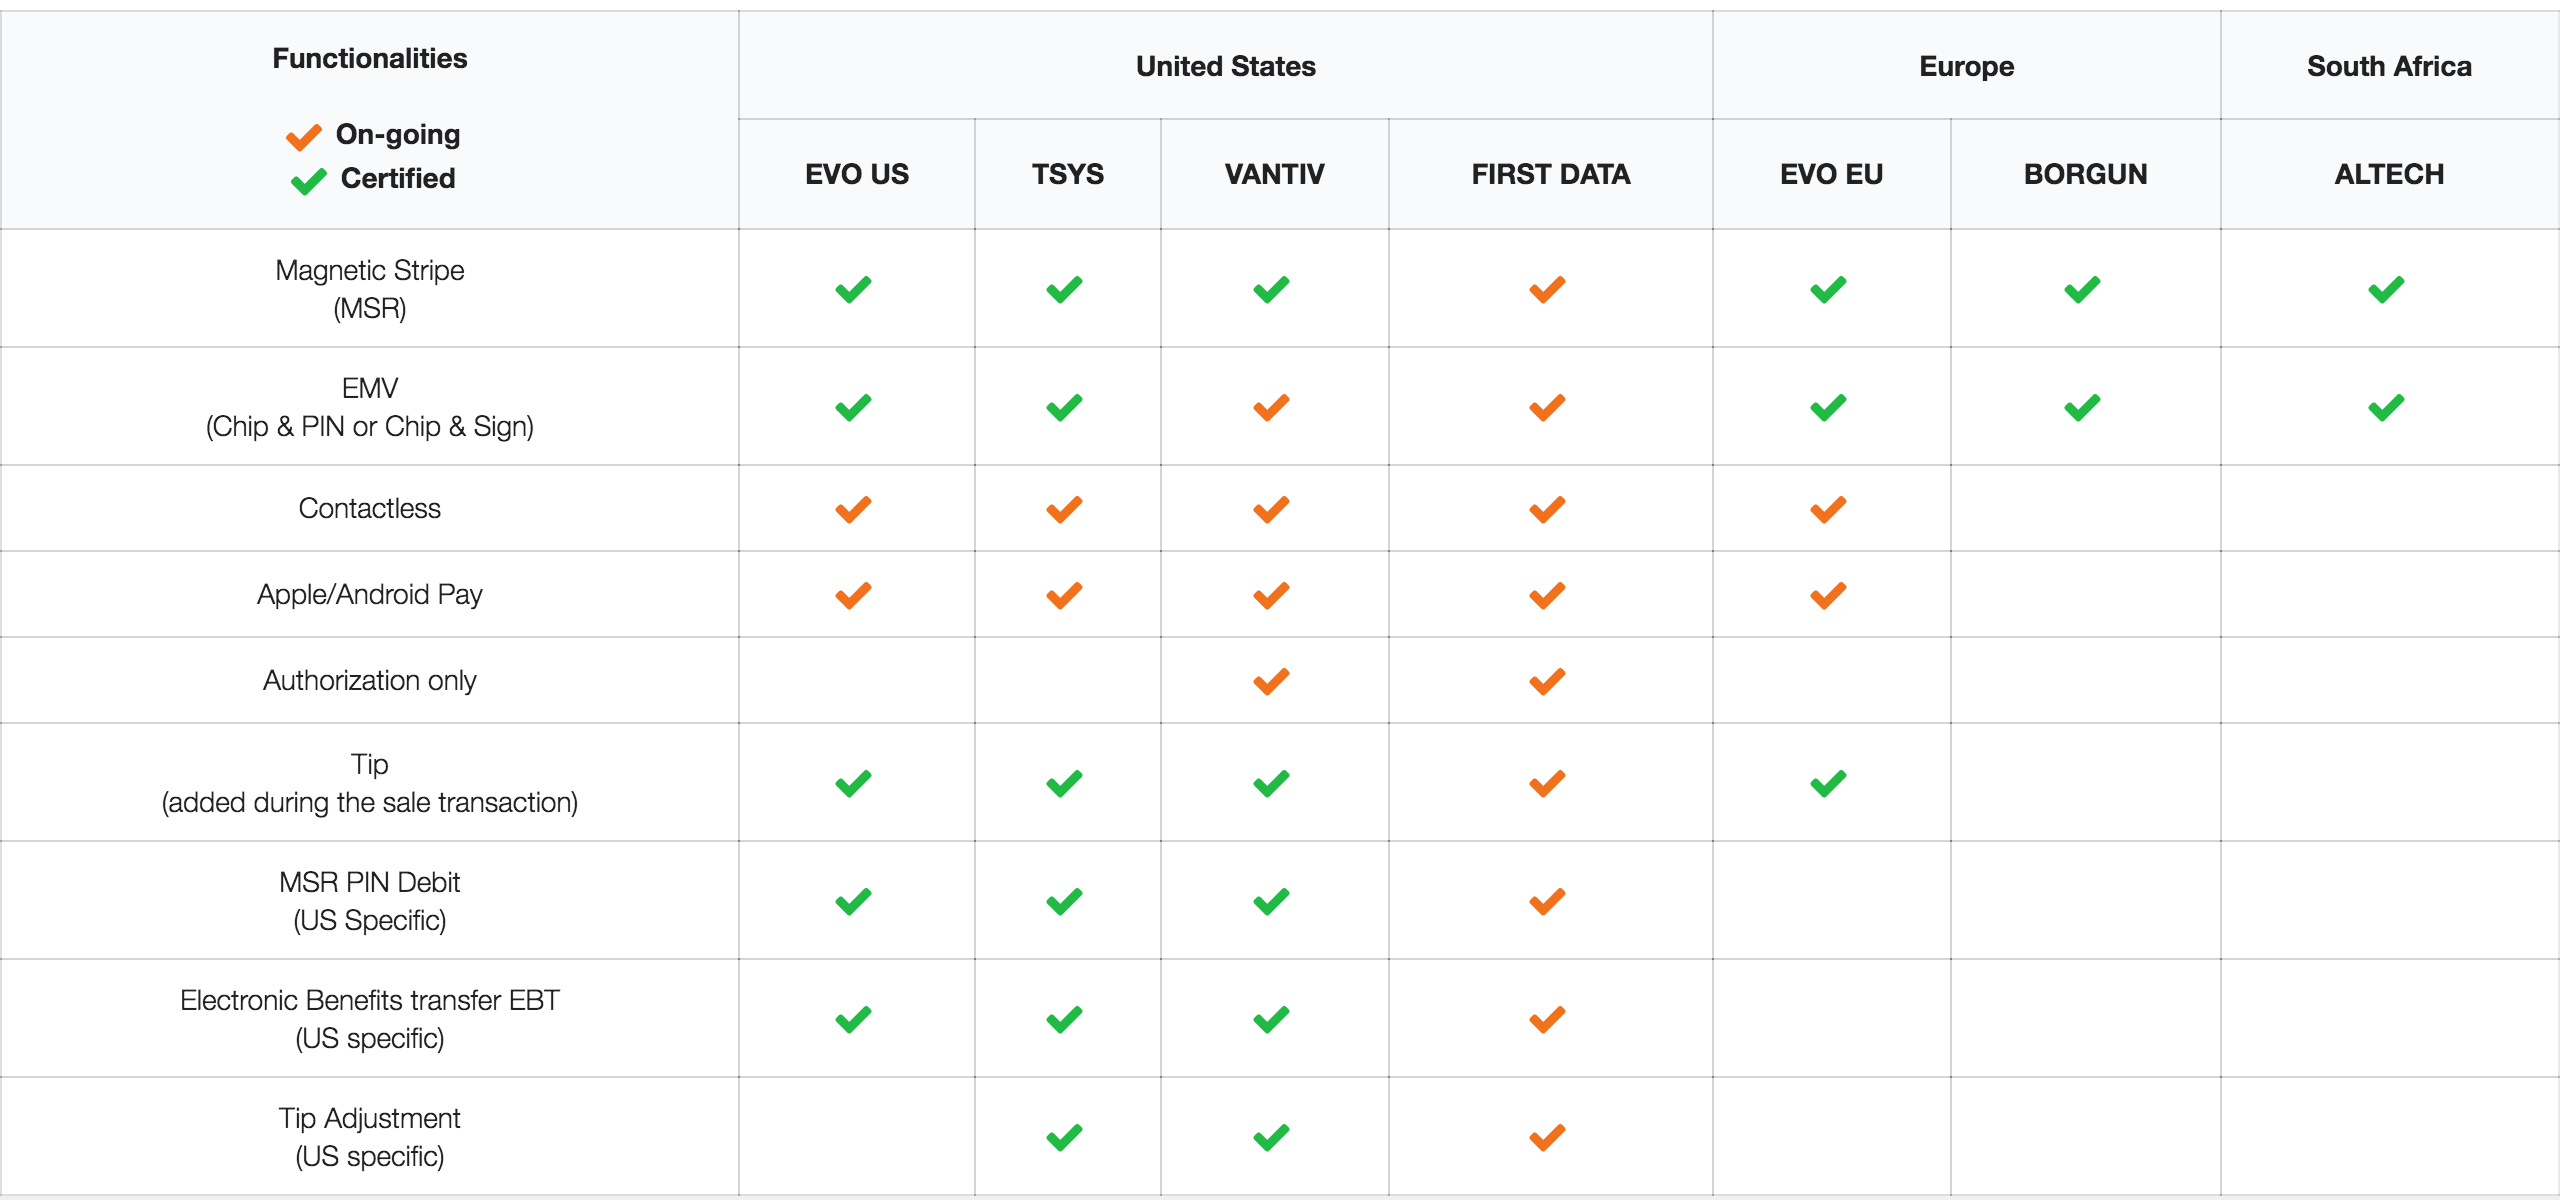 Functionalities
On-going
Certified
United States
Europe
South Africa
EVO US
TSYS
VANTIV
FIRST DATA
EVO EU
BORGUN
ALTECH
Magnetic Stripe
(MSR)
EMV
(Chip & PIN or Chip & Sign)
Contactless
Apple/Android Pay
Authorization only
Tip
(added during the sale transaction)
MSR PIN Debit
(US Specific)
Electronic Benefits transfer EBT
(US specific)
Tip Adjustment
(US specific)